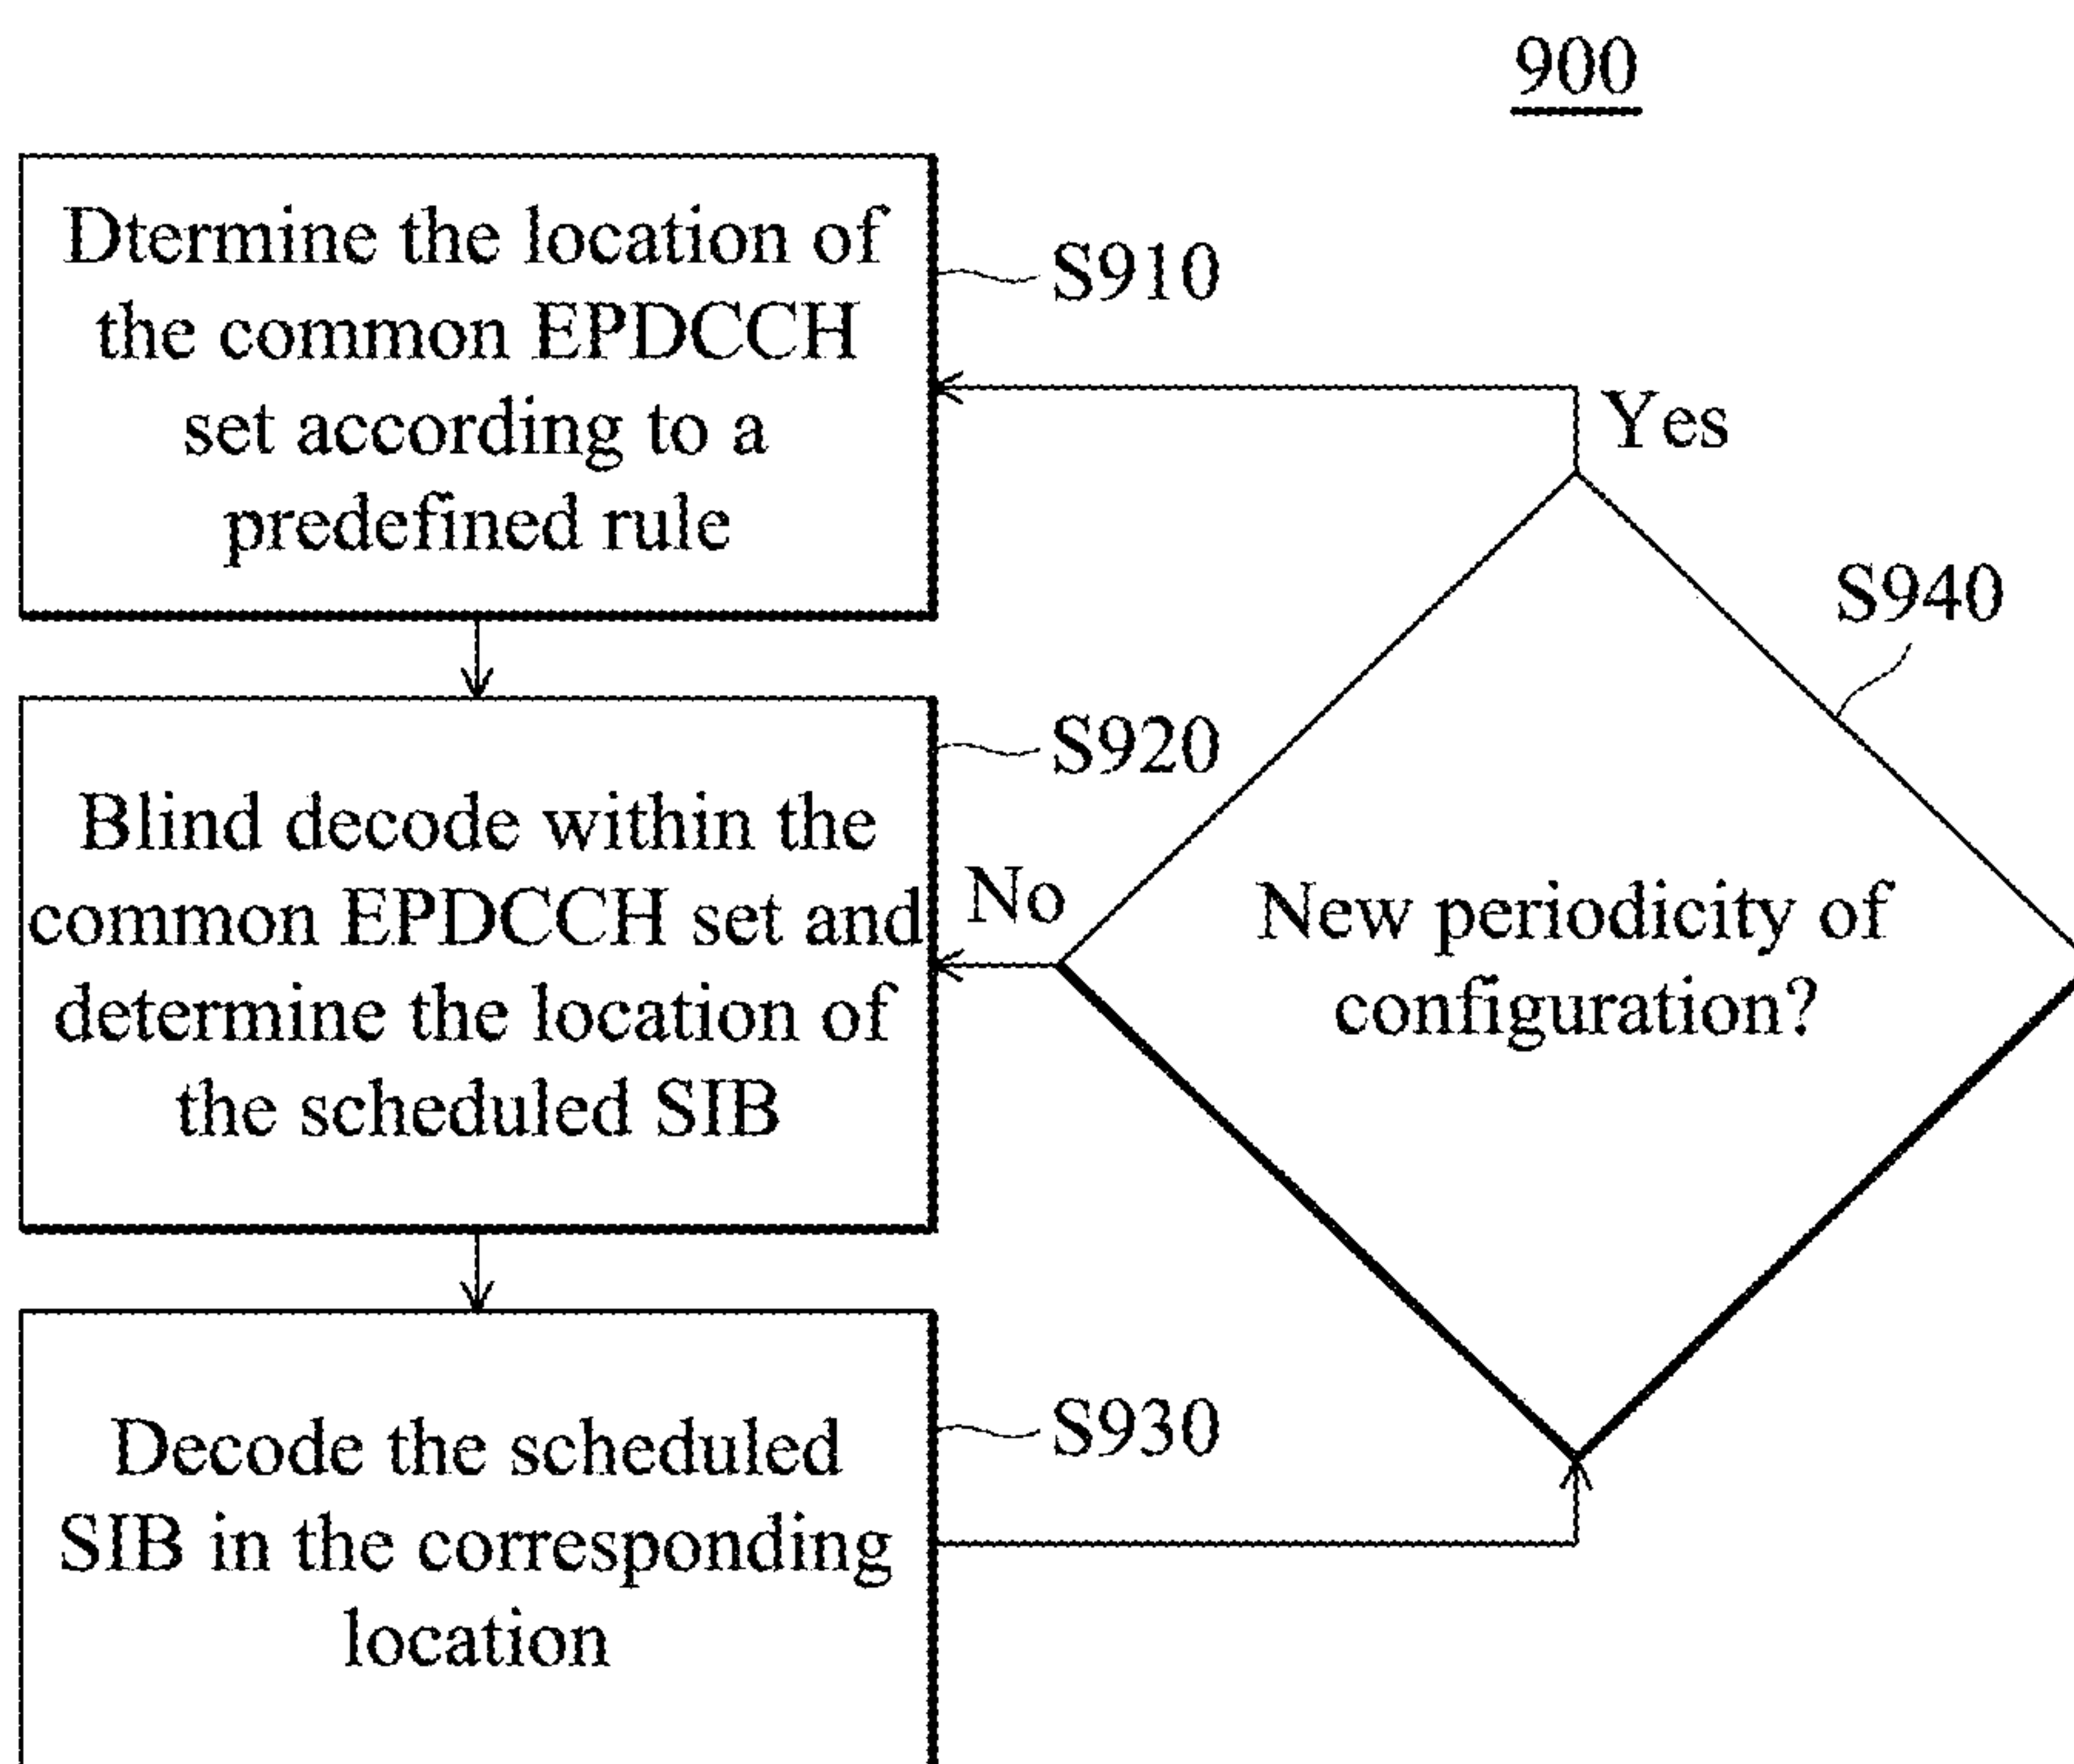 900
Dtermine the location of
the common EPDCCH
set according to a
predefined rule
S910
Yes
S940
Blind decode within the
common EPDCCH set and
determine the location of
the scheduled SIB
S920
No
New periodicity of
configuration?
Decode the scheduled
SIB in the corresponding
location
S930